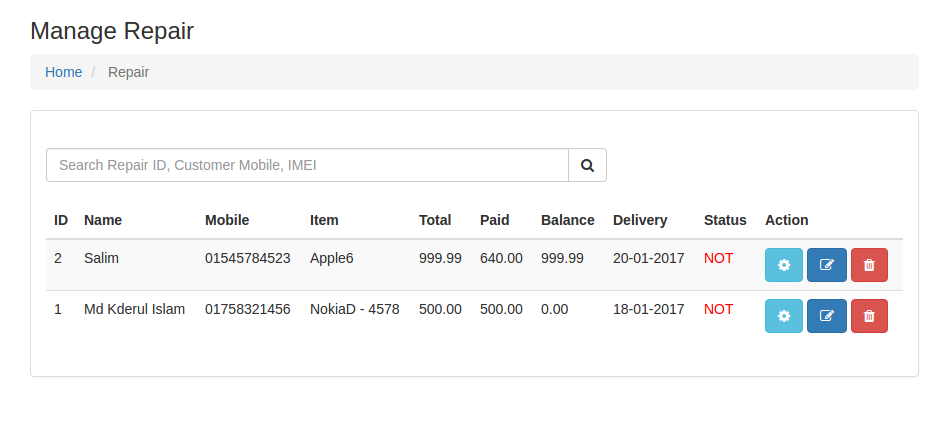 Manage Repair
Home / Repair
Search Repair ID, Customer Mobile, IMEI
ID Name Mobile Item Total Paid Balance Delivery Status Action
2 Salim 01545784523 Apple6 999.99 640.00 999.99 20-01-2017 NOT
1 Md Kderul Islam 01758321456 NokiaD - 4578 500.00 500.00 0.00 18-01-2017 NOT